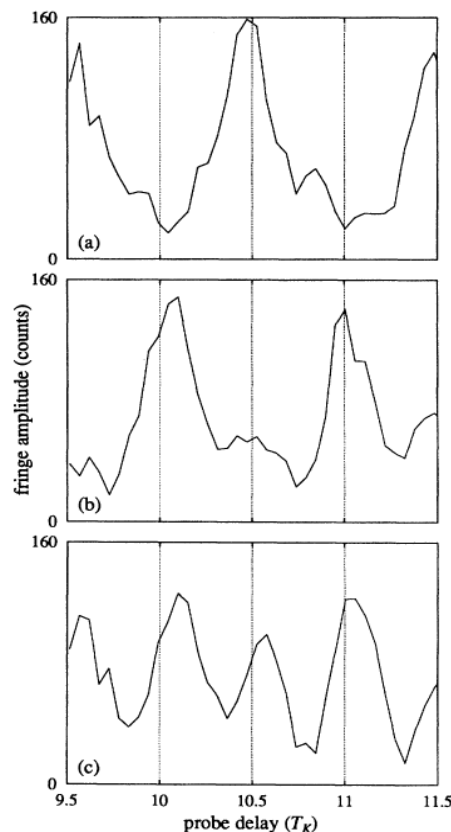 160
(a)
0
160
fringe amplitude (counts)
(b)
0
160
(c)
0
9.5 10 10.5 11 11.5
probe delay (T_K)